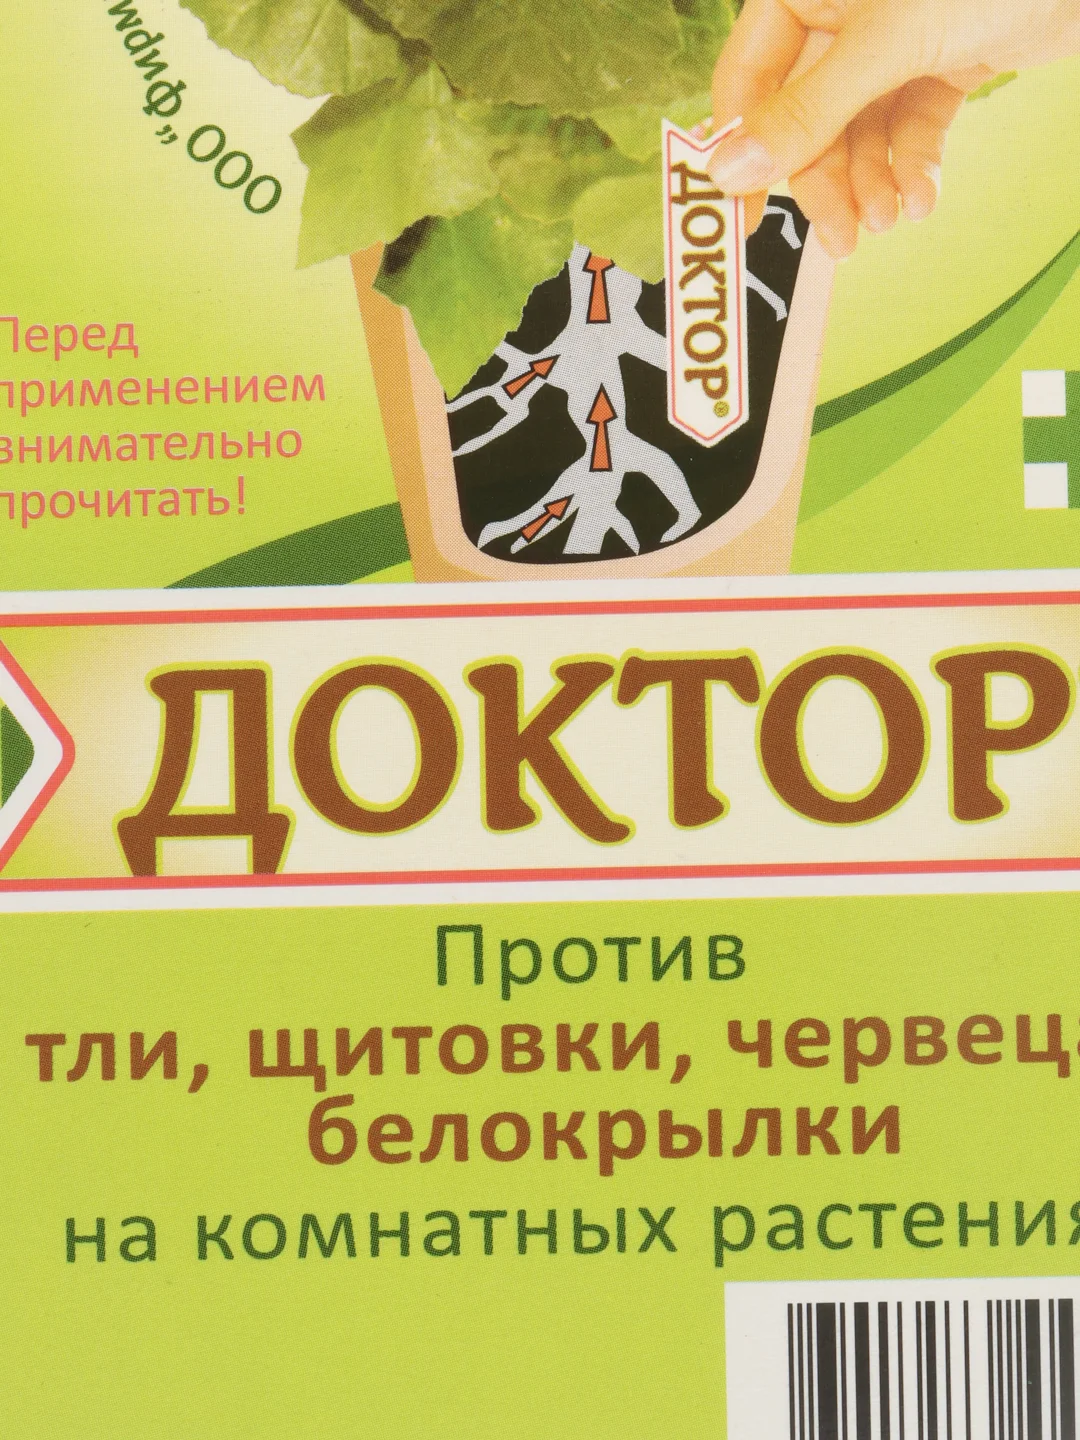 ООО "Фирм
Перед
применением
внимательно
прочитать!
ДОКТОР®
ДОКТОР
Против
тли, щитовки, червеца
белокрылки
на комнатных растения